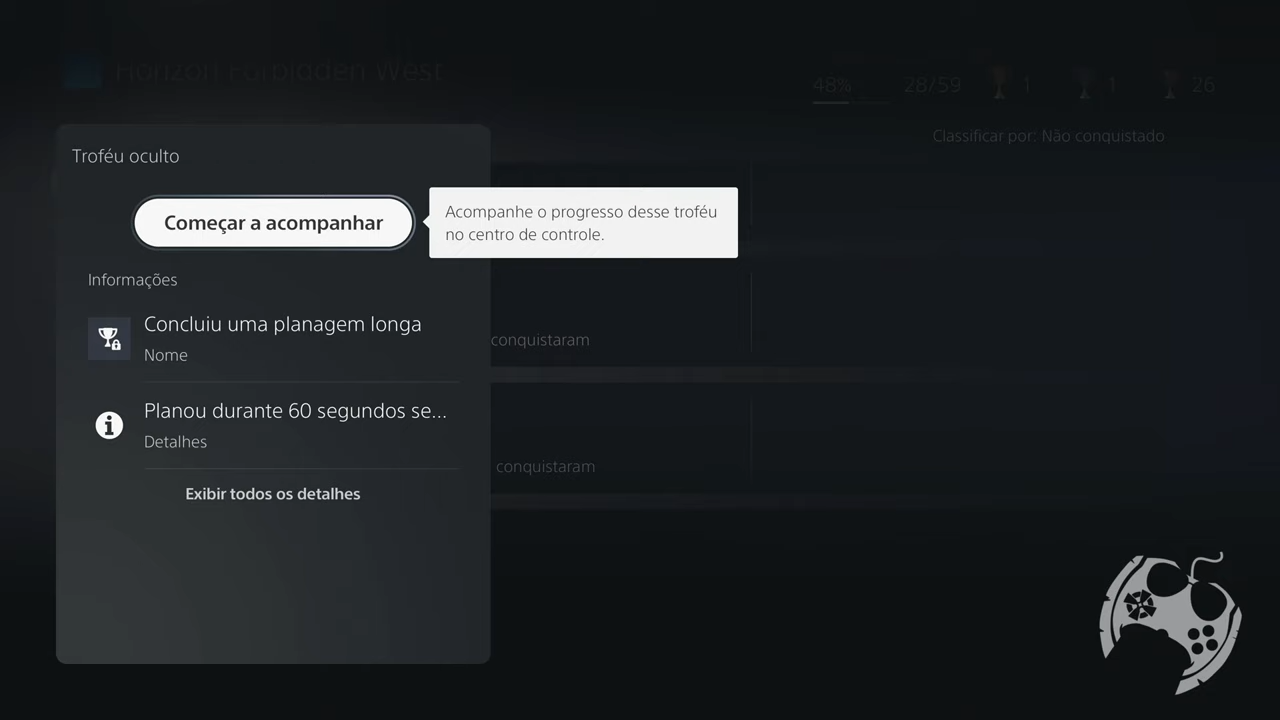 Horizon Forbidden West
48% 28/59 1 1 26
Classificar por: Não conquistado
Troféu oculto
Começar a acompanhar
Acompanhe o progresso desse troféu
no centro de controle.
Informações
Concluiu uma planagem longa
Nome
conquistaram
Planou durante 60 segundos se...
Detalhes
conquistaram
Exibir todos os detalhes